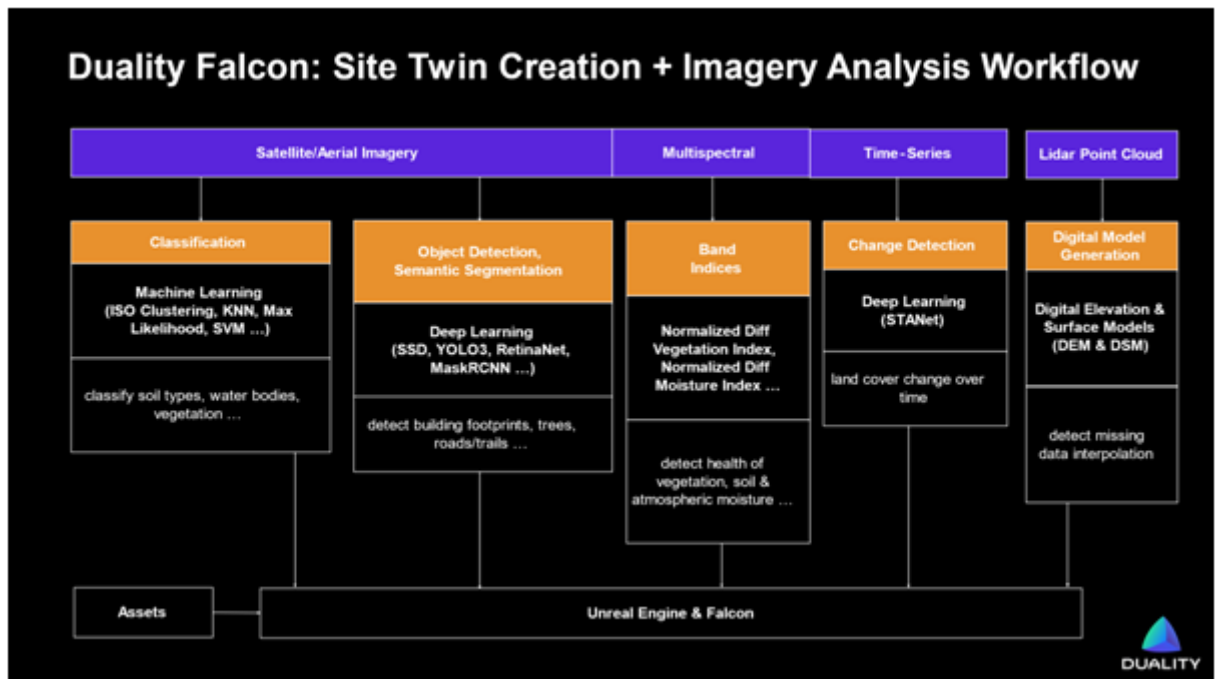 Duality Falcon: Site Twin Creation + Imagery Analysis Workflow
Satellite/Aerial Imagery
Multispectral
Time-Series
Lidar Point Cloud
Classification
Machine Learning
(ISO Clustering, KNN, Max
Likelihood, SVM ...)
classify soil types, water bodies,
vegetation ...
Object Detection,
Semantic Segmentation
Deep Learning
(SSD, YOLO3, RetinaNet,
MaskRCNN ...)
detect building footprints, trees,
roads/trails ...
Band
Indices
Normalized Diff
Vegetation Index,
Normalized Diff
Moisture Index ...
detect health of
vegetation, soil &
atmospheric moisture ...
Change Detection
Deep Learning
(STANet)
land cover change over
time
Digital Model
Generation
Digital Elevation &
Surface Models
(DEM & DSM)
detect missing
data interpolation
Assets
Unreal Engine & Falcon
DUALITY